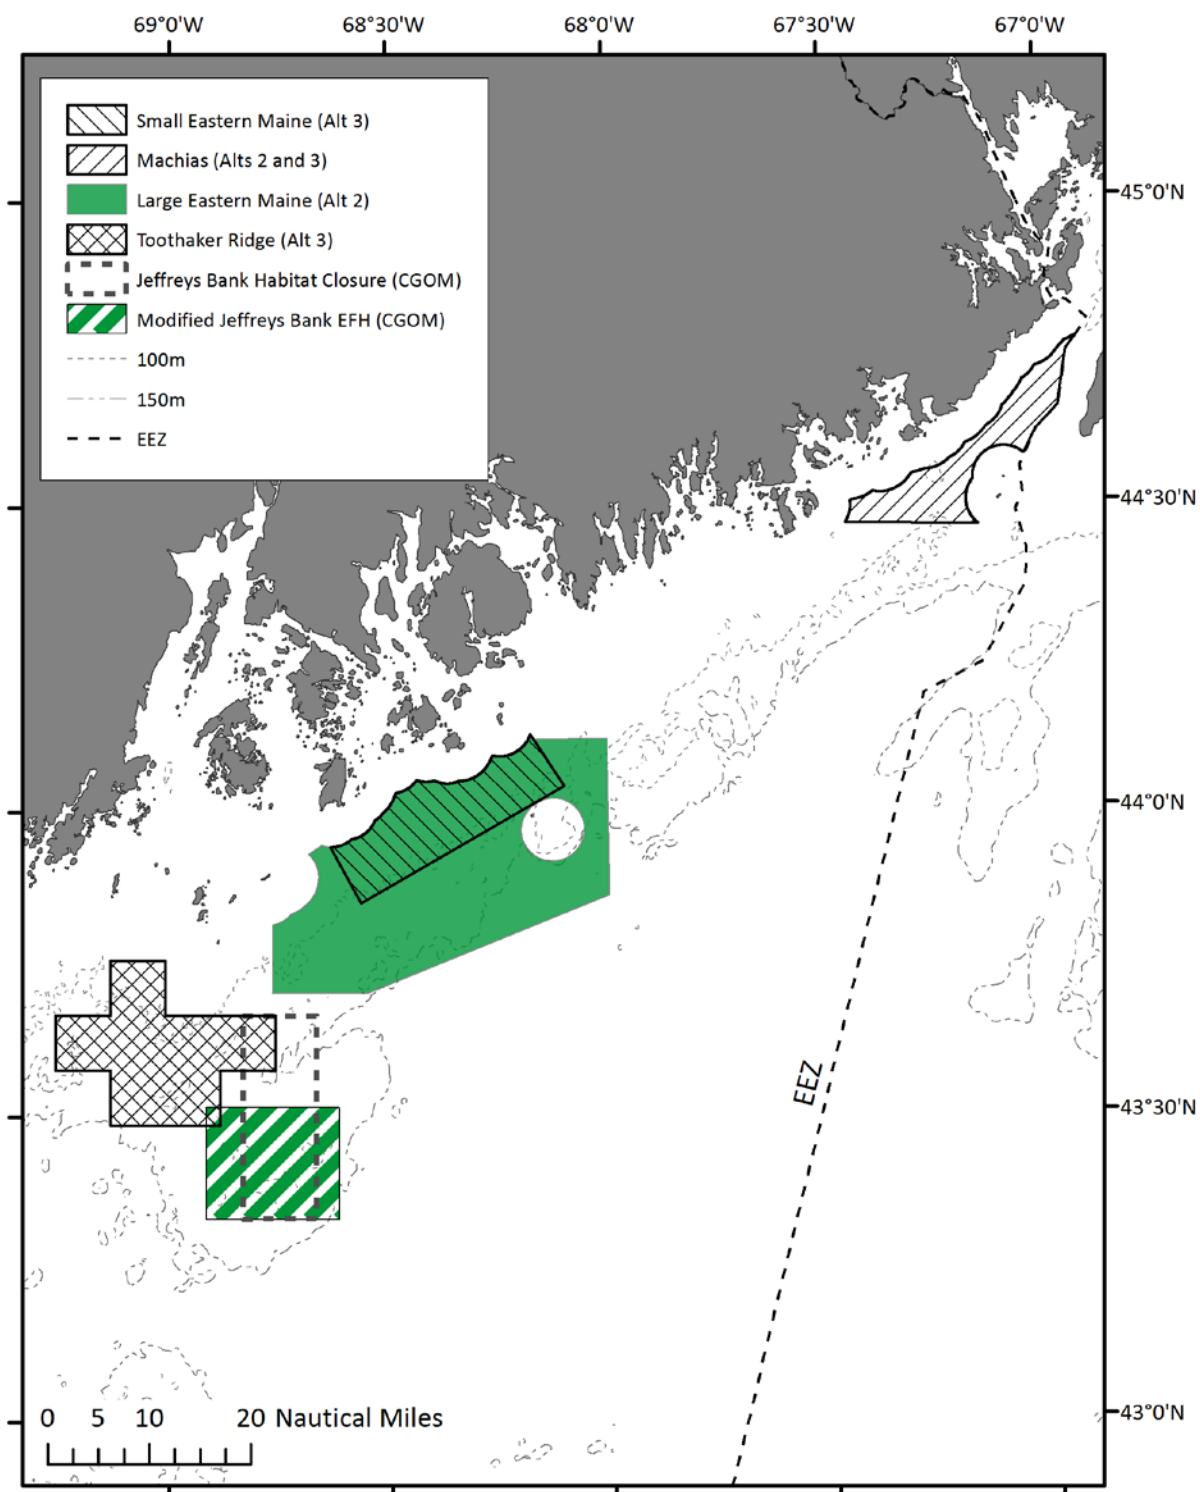 69°0'W 68°30'W 68°0'W 67°30'W 67°0'W
Small Eastern Maine (Alt 3)
Machias (Alts 2 and 3)
Large Eastern Maine (Alt 2)
Toothaker Ridge (Alt 3)
Jeffreys Bank Habitat Closure (CGOM)
Modified Jeffreys Bank EFH (CGOM)
100m
150m
EEZ
45°0'N
44°30'N
44°0'N
EEZ
43°30'N
43°0'N
0 5 10 20 Nautical Miles